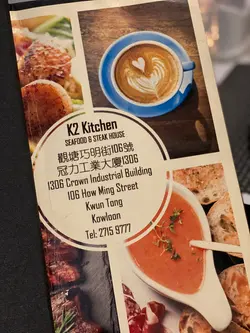 K2 Kitchen
SEAFOOD & STEAK HOUSE
觀塘巧明街106號
冠力工業大廈1306
1306 Crown Industrial Building
106 How Ming Street
Kwun Tong
Kowloon
Tel: 2715 9777